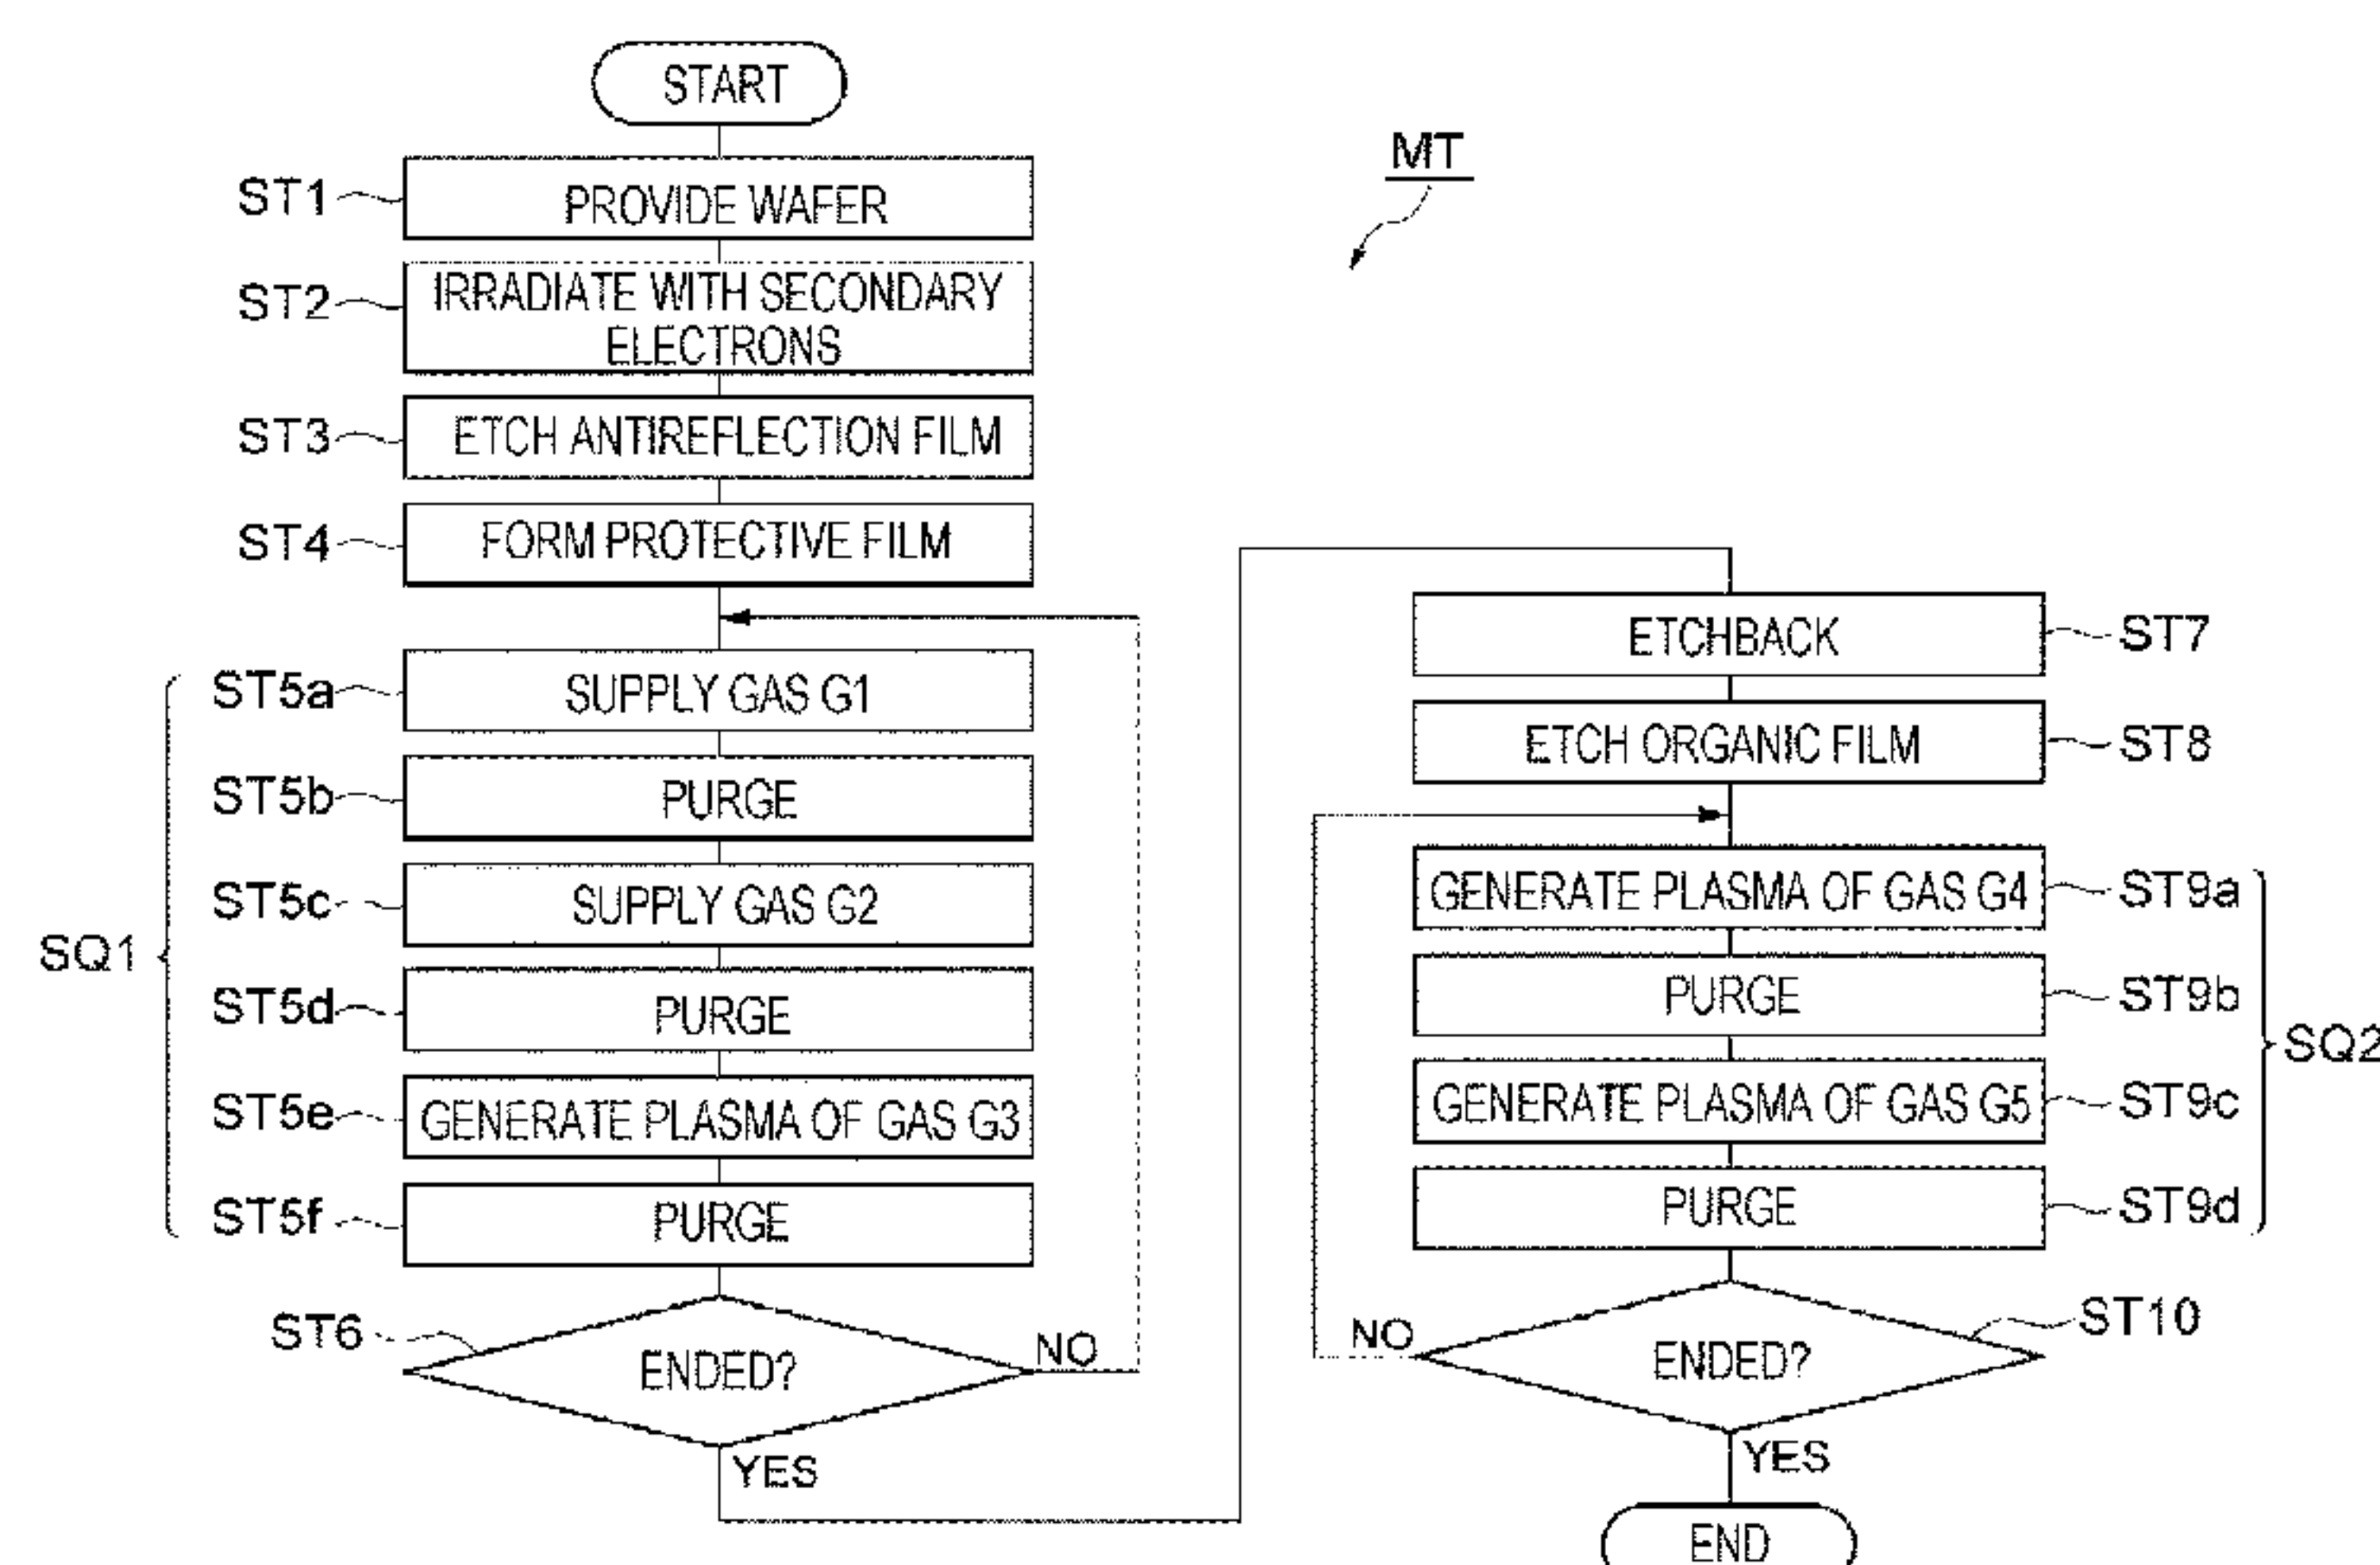 START
MT
ST1
PROVIDE WAFER
ST2
IRRADIATE WITH SECONDARY
ELECTRONS
ST3
ETCH ANTIREFLECTION FILM
ST4
FORM PROTECTIVE FILM
SQ1
ST5a
SUPPLY GAS G1
ST5b
PURGE
ST5c
SUPPLY GAS G2
ST5d
PURGE
ST5e
GENERATE PLASMA OF GAS G3
ST5f
PURGE
ST6
ENDED?
NO
YES
ETCHBACK
ST7
ETCH ORGANIC FILM
ST8
GENERATE PLASMA OF GAS G4
ST9a
PURGE
ST9b
SQ2
GENERATE PLASMA OF GAS G5
ST9c
PURGE
ST9d
NO
ENDED?
ST10
YES
END